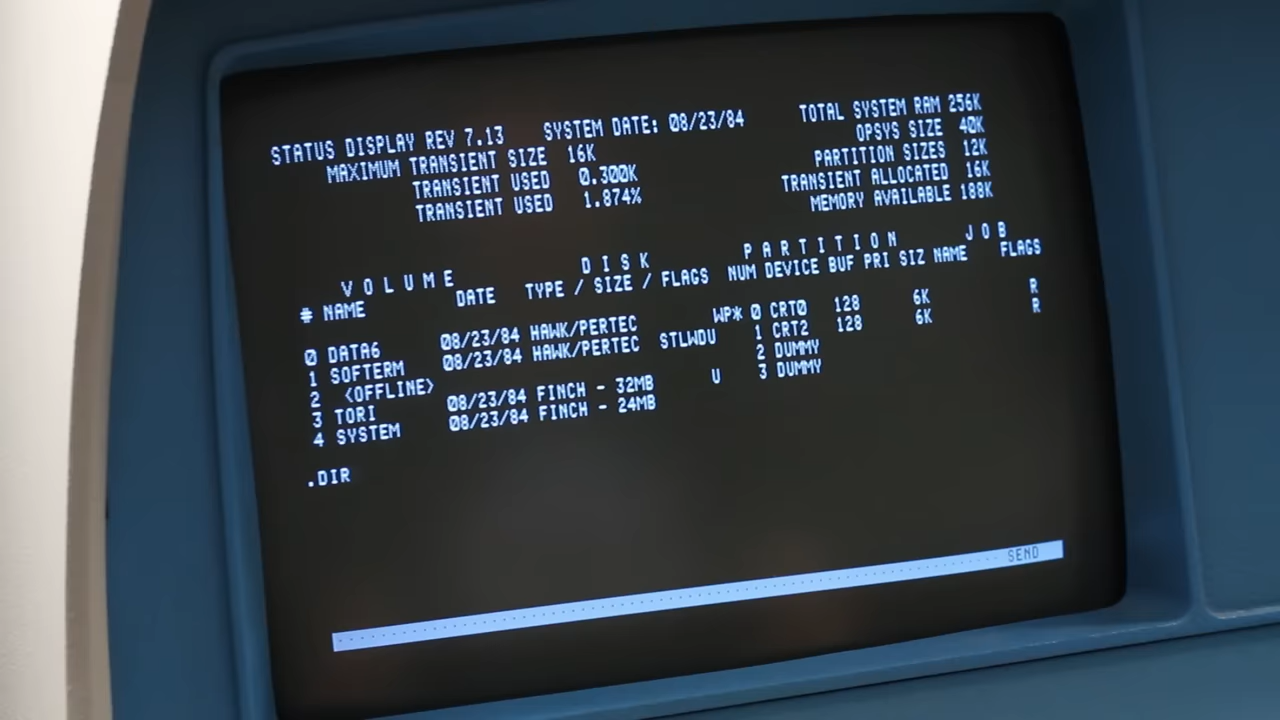 STATUS DISPLAY REV 7.13 SYSTEM DATE: 08/23/84 TOTAL SYSTEM RAM 256K
MAXIMUM TRANSIENT SIZE 16K OPSYS SIZE 40K
TRANSIENT USED 0.300K PARTITION SIZES 12K
TRANSIENT USED 1.874% TRANSIENT ALLOCATED 16K
MEMORY AVAILABLE 188K
V O L U M E D I S K P A R T I T I O N J O B
# NAME DATE TYPE / SIZE / FLAGS NUM DEVICE BUF PRI SIZ NAME FLAGS
0 DATA6 08/23/84 HAWK/PERTEC WP* 0 CRT0 128 6K R
1 SOFTERM 08/23/84 HAWK/PERTEC STLWDU 1 CRT2 128 6K R
2 <OFFLINE> 2 DUMMY
3 TORI 08/23/84 FINCH - 32MB U 3 DUMMY
4 SYSTEM 08/23/84 FINCH - 24MB
.DIR
SEND